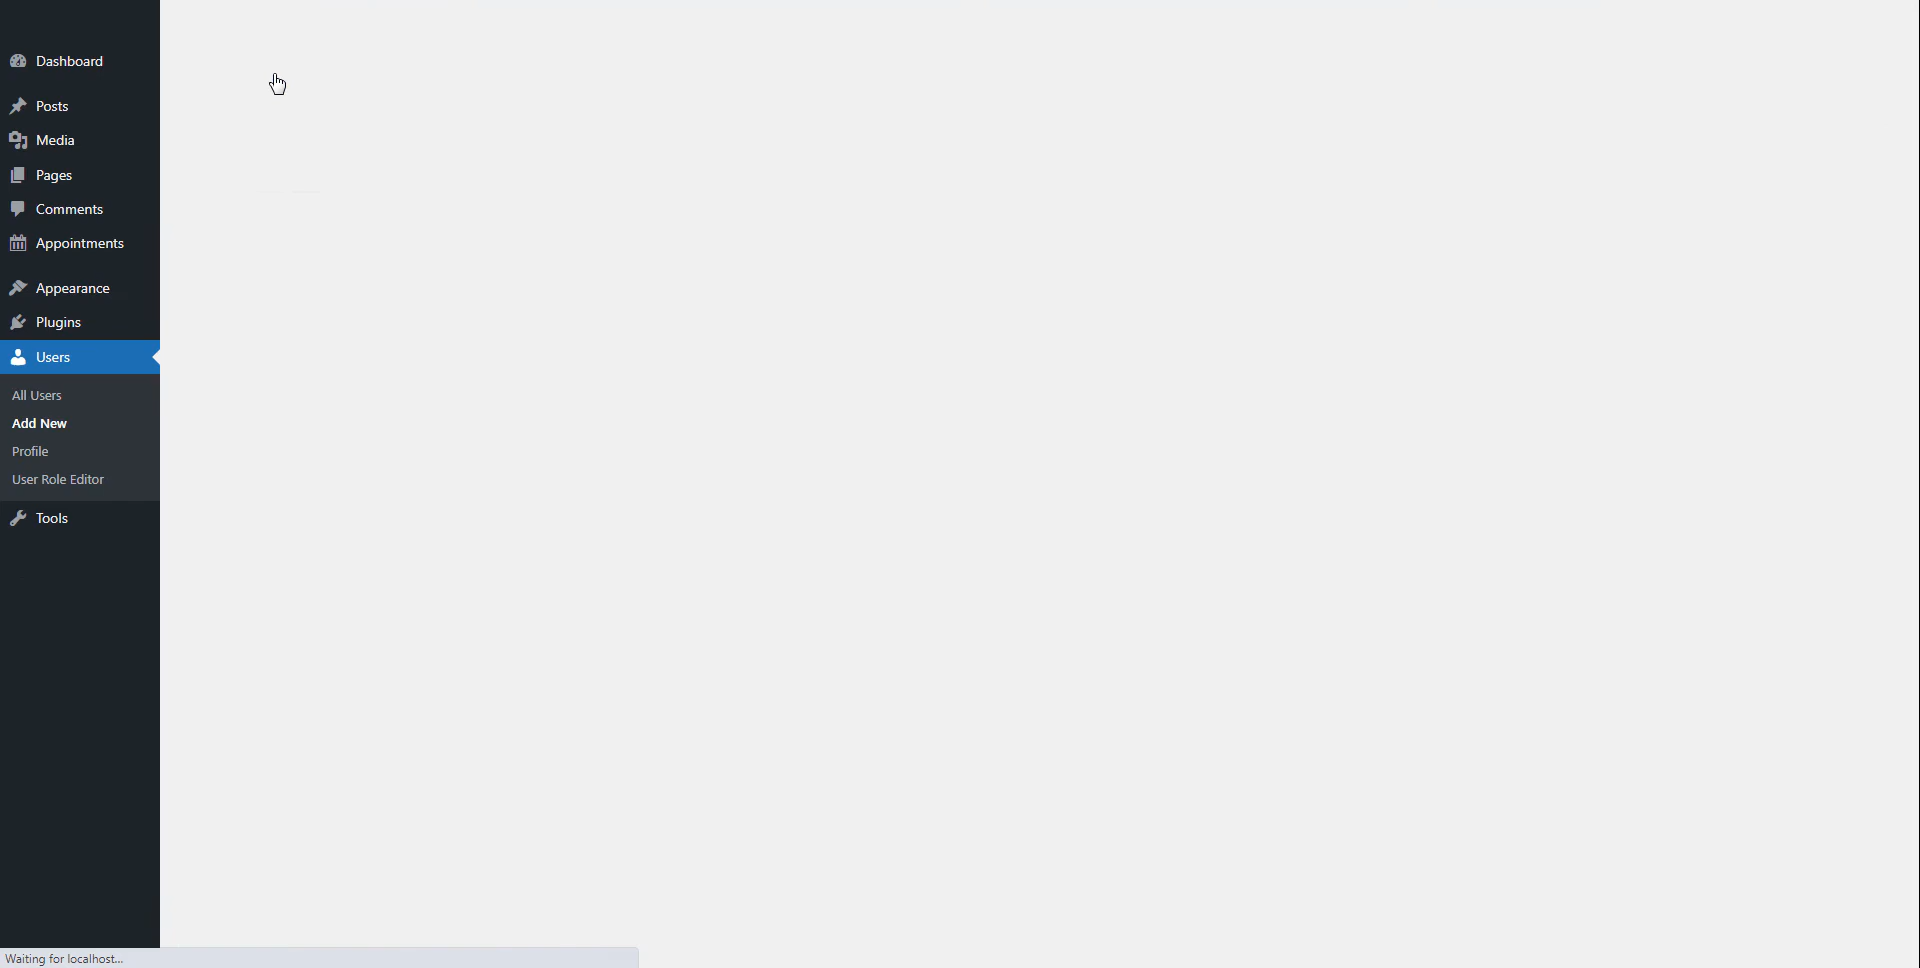 Dashboard
Posts
Media
Pages
Comments
Appointments
Appearance
Plugins
Users
All Users
Add New
Profile
User Role Editor
Tools
Waiting for localhost...